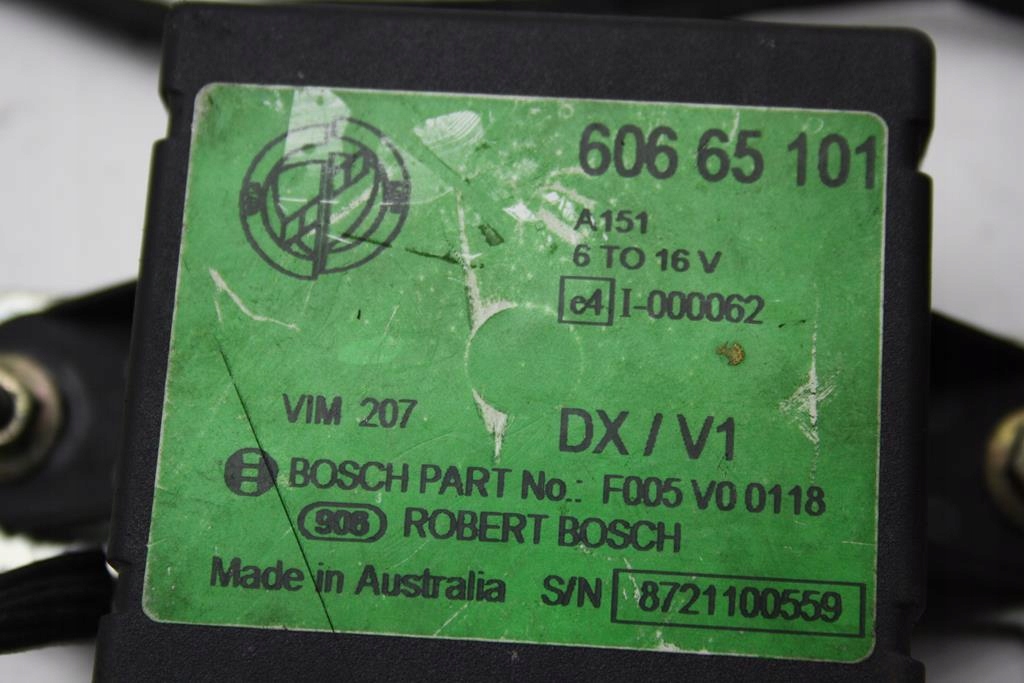 606 65 101
A151
6 TO 16 V
e4 I-000062
VIM 207
DX / V1
BOSCH PART No.: F005 V0 0118
906 ROBERT BOSCH
Made in Australia S/N 8721100559